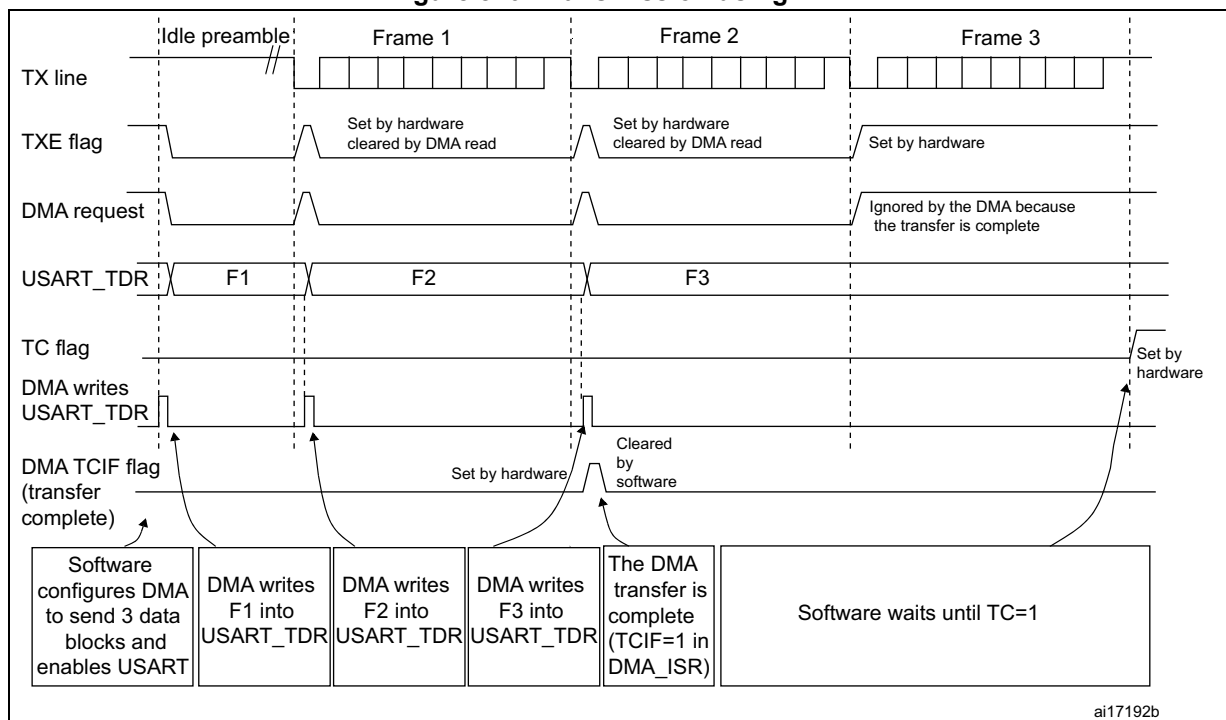 Idle preamble
Frame 1
Frame 2
Frame 3
TX line
TXE flag
Set by hardware
cleared by DMA read
Set by hardware
cleared by DMA read
Set by hardware
DMA request
Ignored by the DMA because
the transfer is complete
USART_TDR
F1
F2
F3
TC flag
Set by
hardware
DMA writes
USART_TDR
DMA TCIF flag
(transfer
complete)
Set by hardware
Cleared
by
software
Software
configures DMA
to send 3 data
blocks and
enables USART
DMA writes
F1 into
USART_TDR
DMA writes
F2 into
USART_TDR
DMA writes
F3 into
USART_TDR
The DMA
transfer is
complete
(TCIF=1 in
DMA_ISR)
Software waits until TC=1
ai17192b